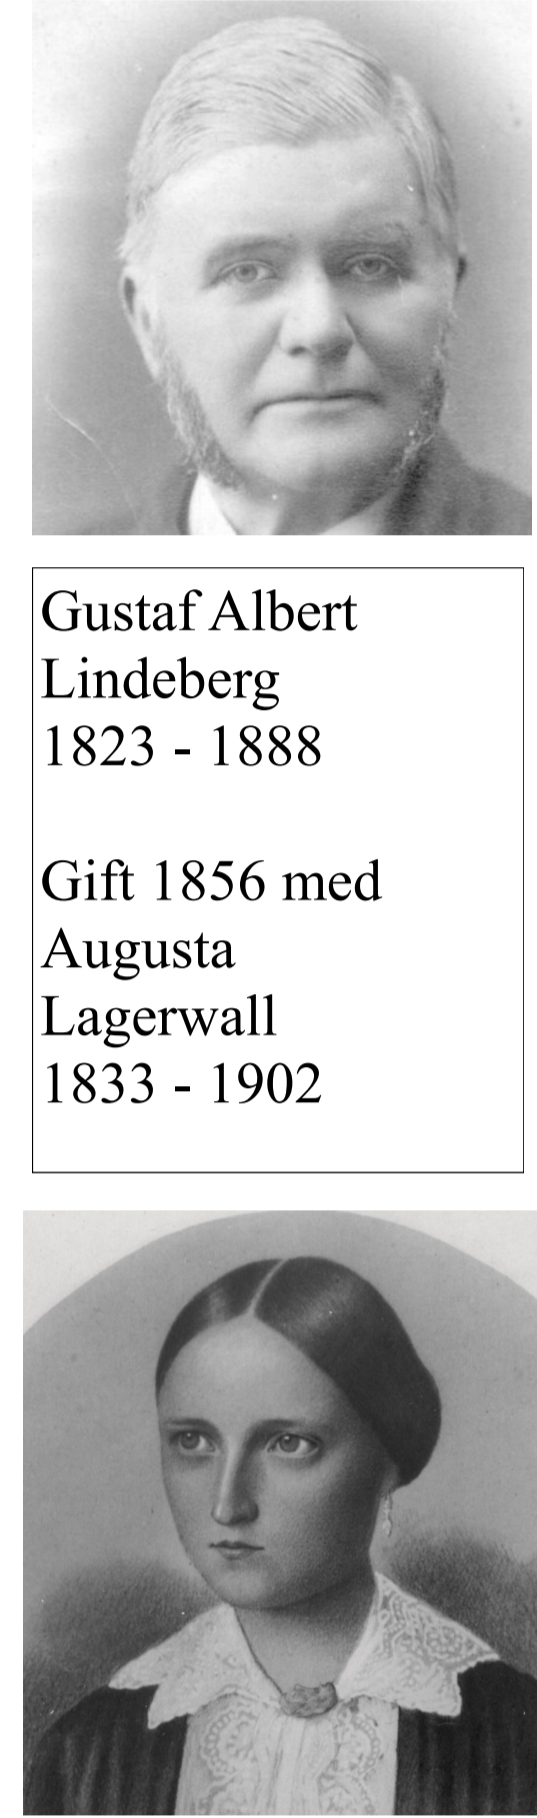 Gustaf Albert
Lindeberg
1823 - 1888
Gift 1856 med
Augusta
Lagerwall
1833 - 1902